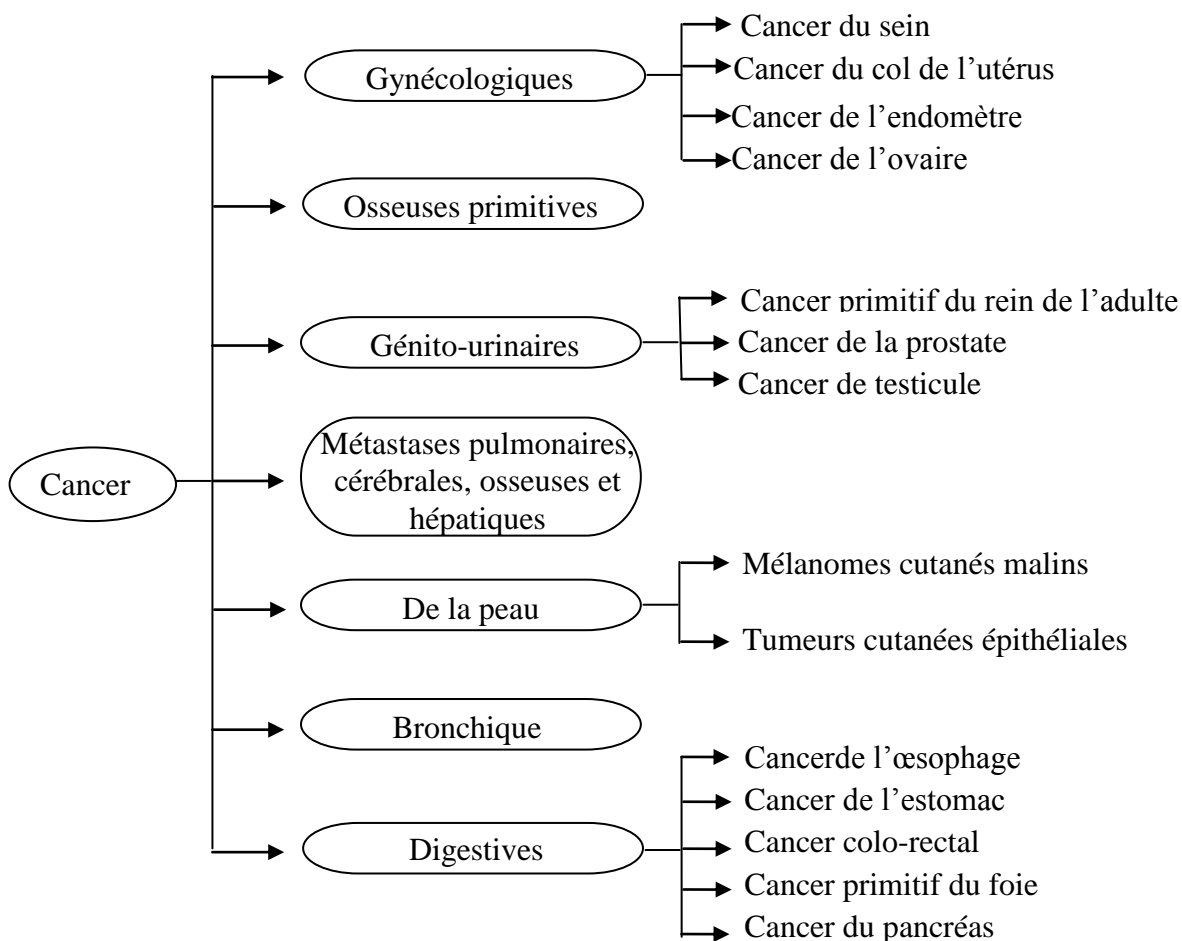 Cancer du sein
Gynécologiques
Cancer du col de l’utérus
Cancer de l’endomètre
Cancer de l’ovaire
Osseuses primitives
Cancer primitif du rein de l’adulte
Génito-urinaires
Cancer de la prostate
Cancer de testicule
Cancer
Métastases pulmonaires,
cérébrales, osseuses et
hépatiques
De la peau
Mélanomes cutanés malins
Tumeurs cutanées épithéliales
Bronchique
Digestives
Cancerde l’œsophage
Cancer de l’estomac
Cancer colo-rectal
Cancer primitif du foie
Cancer du pancréas